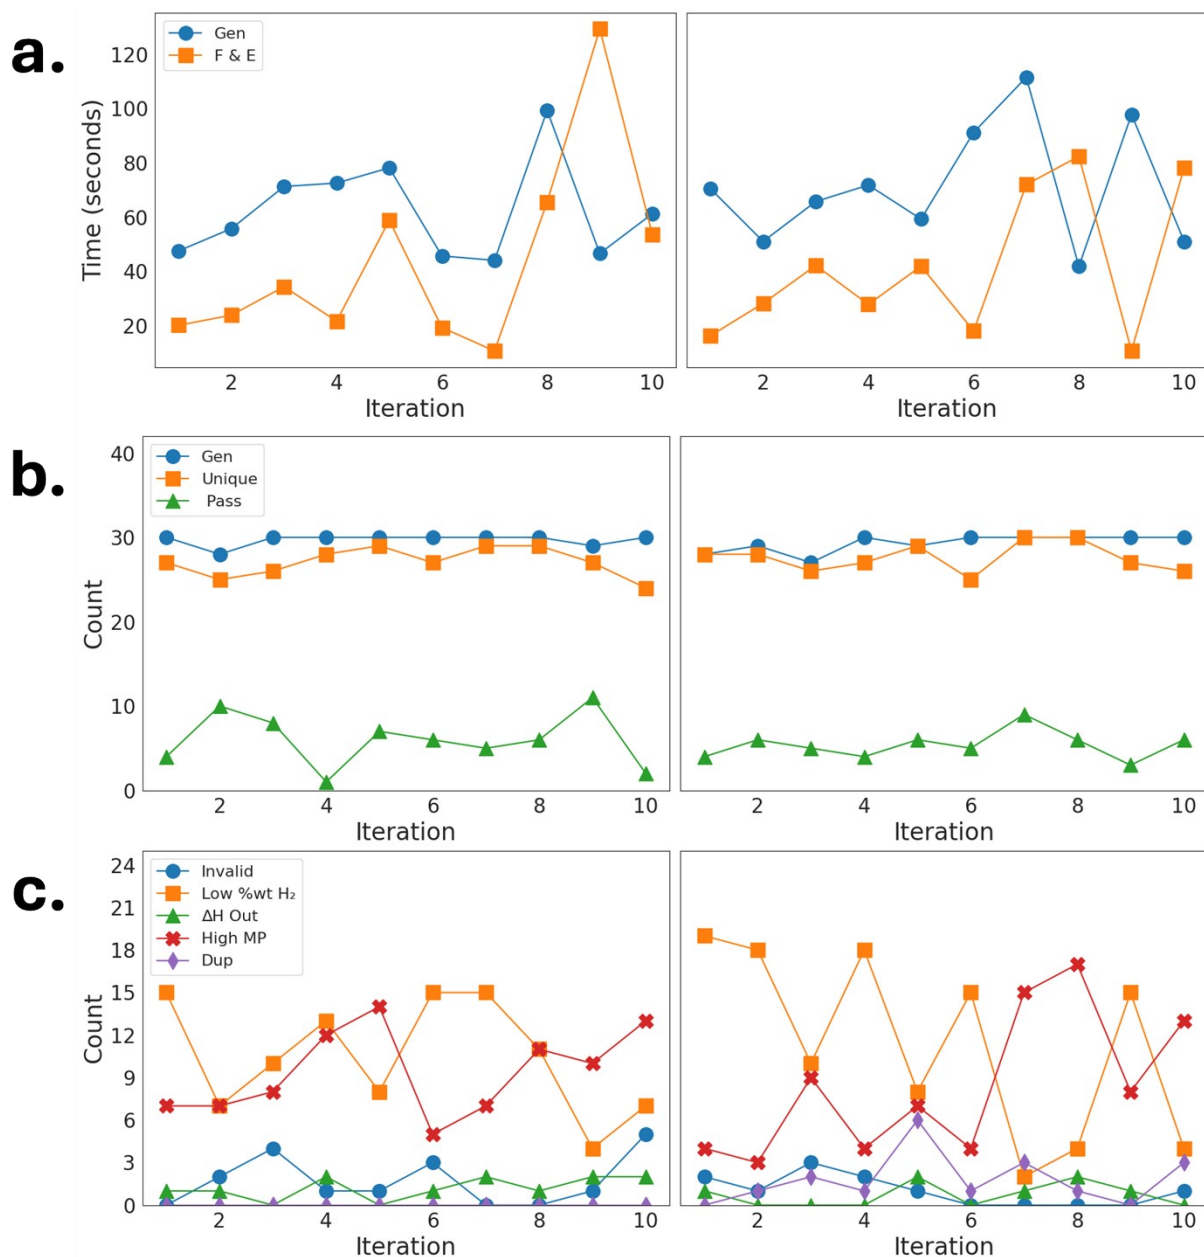 a.
Gen
F & E
Time (seconds)
120
100
80
60
40
20
2 4 6 8 10
2 4 6 8 10
Iteration
Iteration
b.
Gen
Unique
Pass
Count
40
30
20
10
0
2 4 6 8 10
2 4 6 8 10
Iteration
Iteration
c.
Invalid
Low %wt H₂
ΔH Out
High MP
Dup
Count
24
21
18
15
12
9
6
3
0
2 4 6 8 10
2 4 6 8 10
Iteration
Iteration